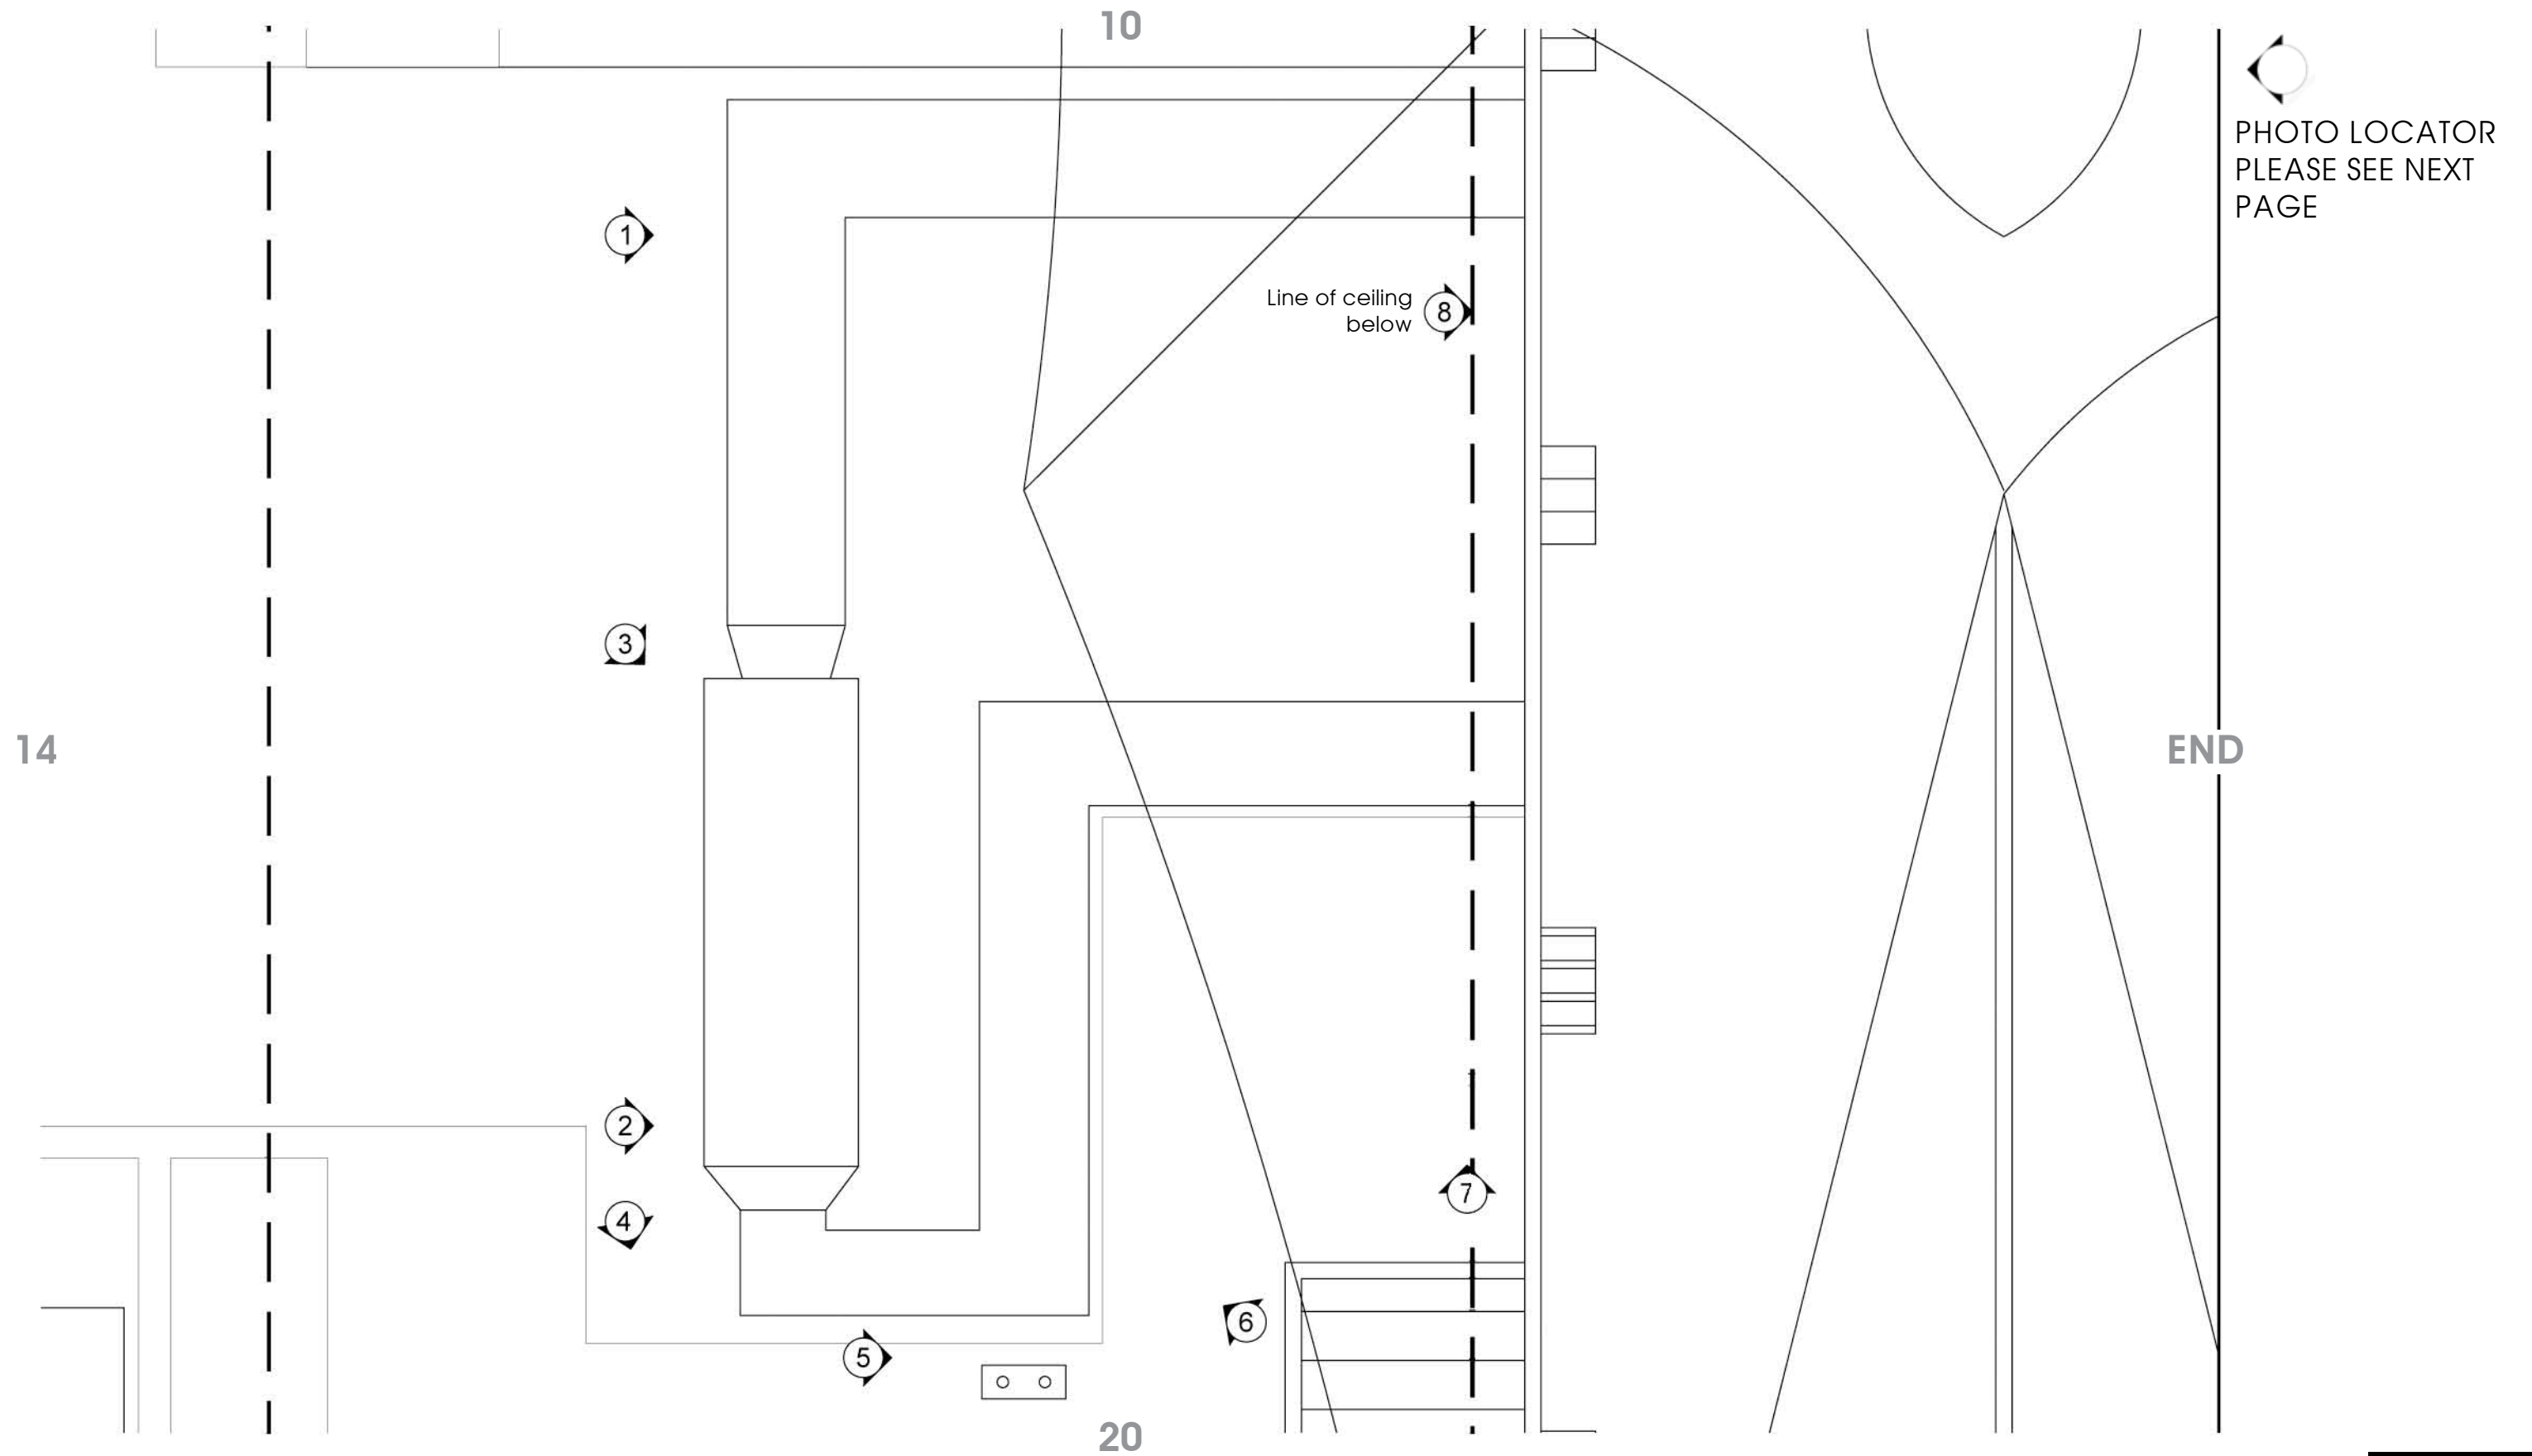 10
PHOTO LOCATOR
PLEASE SEE NEXT
PAGE
1
Line of ceiling
below
8
3
14
END
2
7
4
6
5
20